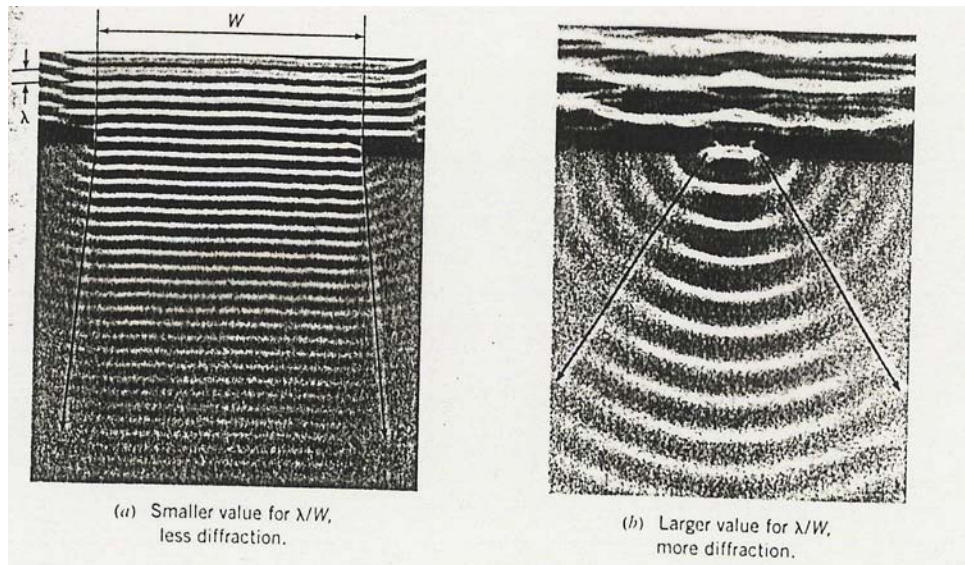 W
λ
(a) Smaller value for λ/W,
less diffraction.
(b) Larger value for λ/W,
more diffraction.